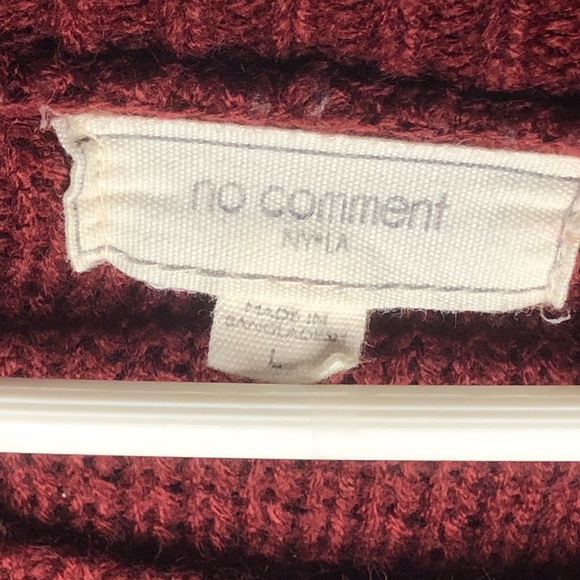 no comment
NY•LA
MADE IN
BANGLADESH
L